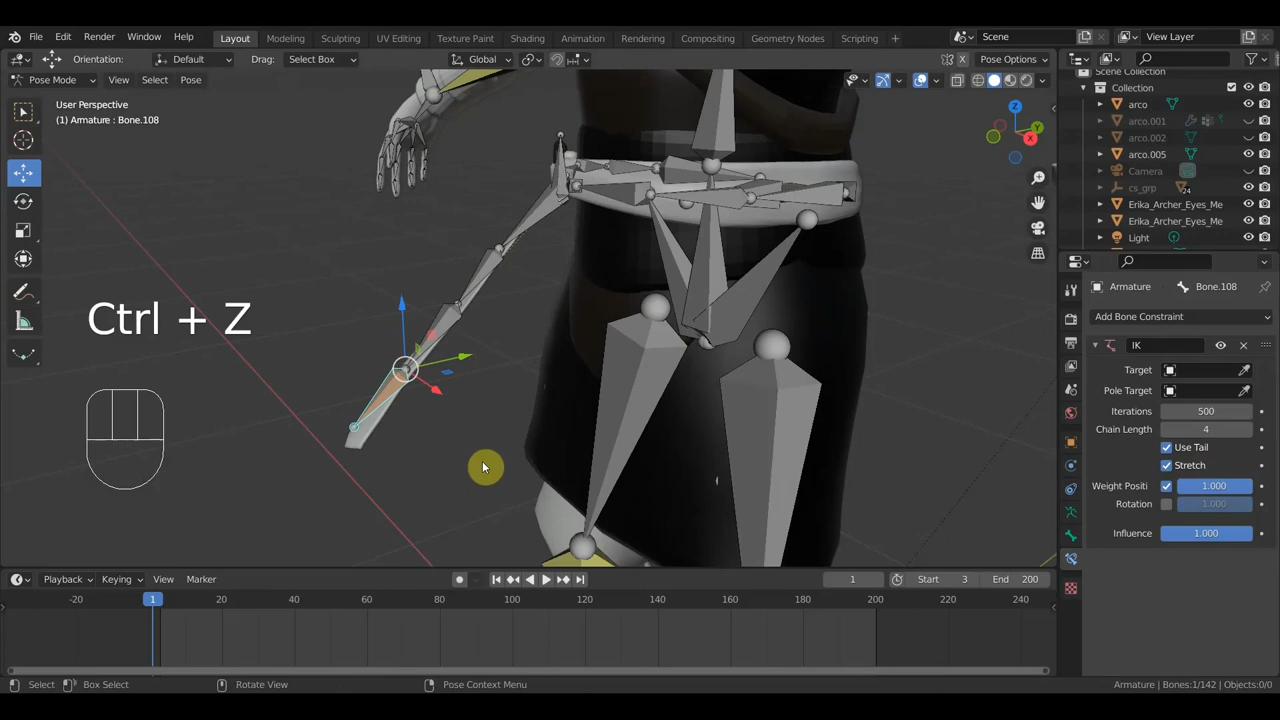 File Edit Render Window Help Layout Modeling Sculpting UV Editing Texture Paint Shading Animation Rendering Compositing Geometry Nodes Scripting + Scene View Layer
Orientation: Default Drag: Select Box Global Pose Options
Pose Mode View Select Pose
User Perspective
(1) Armature : Bone.108
Z
Y
X
Scene Collection
Collection
arco
arco.001
arco.002
arco.005
Camera
cs_grp 24
Erika_Archer_Eyes_Me
Erika_Archer_Eyes_Me
Light
Armature Bone.108
Add Bone Constraint
IK
Target
Pole Target
Iterations 500
Chain Length 4
Use Tail
Stretch
Weight Positi 1.000
Rotation 1.000
Influence 1.000
Ctrl + Z
Playback Keying View Marker 1 Start 3 End 200
-20 1 20 40 60 80 100 120 140 160 180 200 220 240
Select Box Select Rotate View Pose Context Menu Armature | Bones:1/142 | Objects:0/0